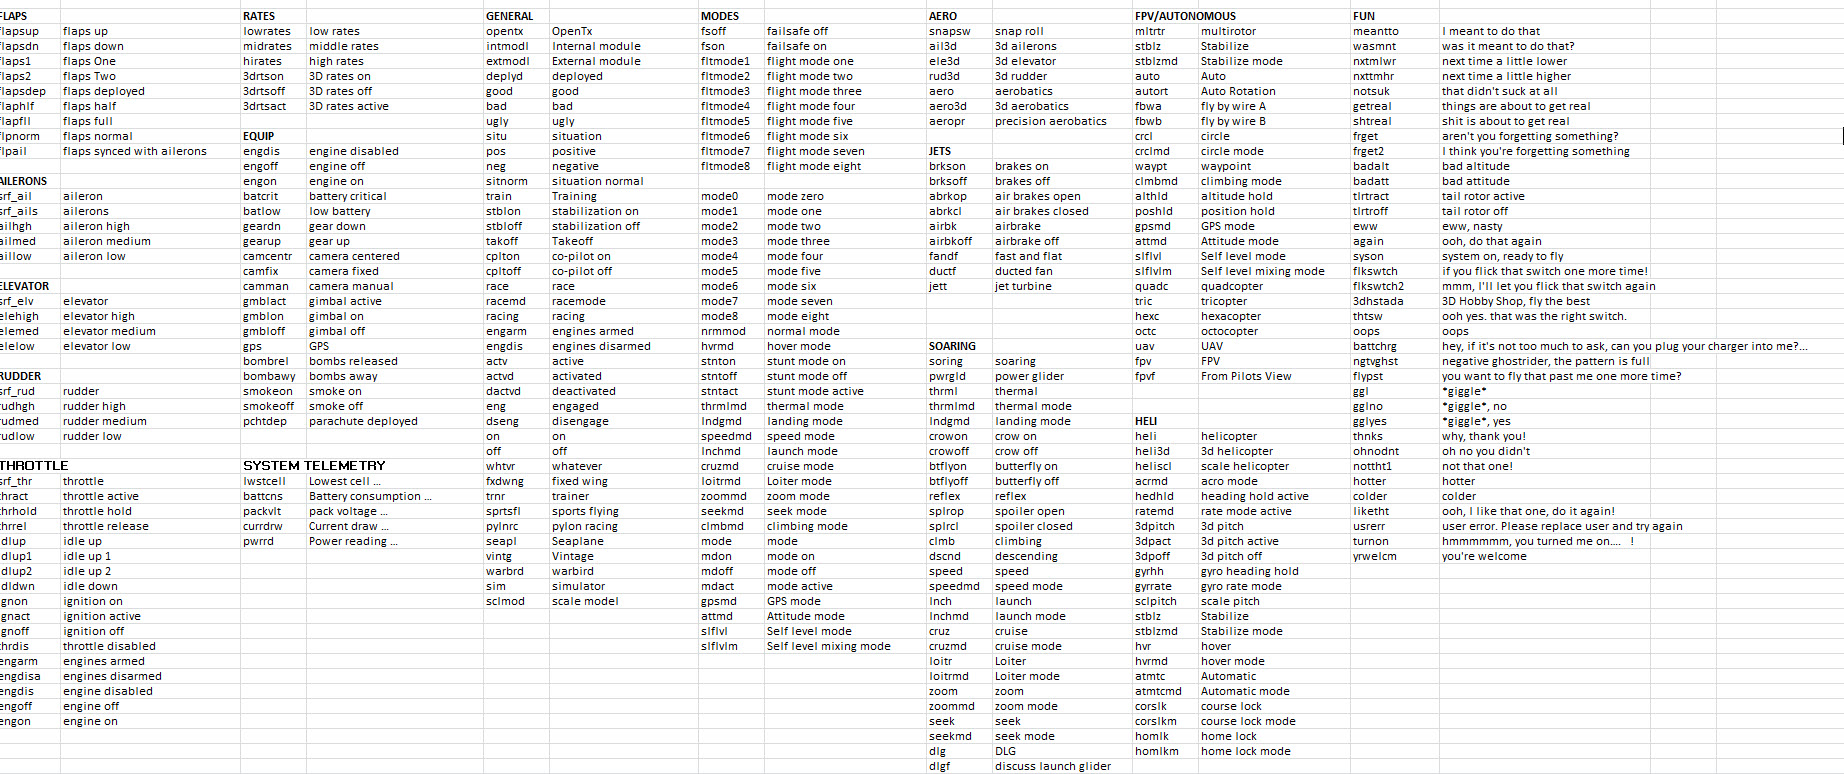 FLAPS
flapsup flaps up
flapsdn flaps down
flaps1 flaps One
flaps2 flaps Two
flapsdep flaps deployed
flaphlf flaps half
flapfll flaps full
flpnorm flaps normal
flpail flaps synced with ailerons
AILERONS
srf_ail aileron
srf_ails ailerons
ailhgh aileron high
ailmed aileron medium
aillow aileron low
ELEVATOR
srf_elv elevator
elehigh elevator high
elemed elevator medium
elelow elevator low
RUDDER
srf_rud rudder
rudhgh rudder high
rudmed rudder medium
rudlow rudder low
THROTTLE
srf_thr throttle
thract throttle active
thrhold throttle hold
thrrel throttle release
dlup idle up
dlup1 idle up 1
dlup2 idle up 2
dldwn idle down
gnon ignition on
gnact ignition active
gnoff ignition off
thrdis throttle disabled
engarm engines armed
engdisa engines disarmed
engdis engine disabled
engoff engine off
engon engine on
RATES
lowrates low rates
midrates middle rates
hirates high rates
3drtson 3D rates on
3drtsoff 3D rates off
3drtsact 3D rates active
EQUIP
engdis engine disabled
engoff engine off
engon engine on
batcrit battery critical
batlow low battery
geardn gear down
gearup gear up
camcentr camera centered
camfix camera fixed
camman camera manual
gmblact gimbal active
gmblon gimbal on
gmbloff gimbal off
gps GPS
bombrel bombs released
bombawy bombs away
smokeon smoke on
smokeoff smoke off
pchtdep parachute deployed
SYSTEM TELEMETRY
lwstcell Lowest cell ...
battcns Battery consumption ...
packvlt pack voltage ...
currdrw Current draw ...
pwrrd Power reading ...
GENERAL
opentx OpenTx
intmodl Internal module
extmodl External module
deplyd deployed
good good
bad bad
ugly ugly
situ situation
pos positive
neg negative
sitnorm situation normal
train Training
stblon stabilization on
stbloff stabilization off
takoff Takeoff
cplton co-pilot on
cpltoff co-pilot off
race race
racemd racemode
racing racing
engarm engines armed
engdis engines disarmed
actv active
actvd activated
dactvd deactivated
eng engaged
dseng disengage
on on
off off
whtvr whatever
fxdwng fixed wing
trnr trainer
sprtsfl sports flying
pylnrc pylon racing
seapl Seaplane
vintg Vintage
warbrd warbird
sim simulator
sclmod scale model
MODES
fsoff failsafe off
fson failsafe on
fltmode1 flight mode one
fltmode2 flight mode two
fltmode3 flight mode three
fltmode4 flight mode four
fltmode5 flight mode five
fltmode6 flight mode six
fltmode7 flight mode seven
fltmode8 flight mode eight
mode0 mode zero
mode1 mode one
mode2 mode two
mode3 mode three
mode4 mode four
mode5 mode five
mode6 mode six
mode7 mode seven
mode8 mode eight
nrmmod normal mode
hvrmd hover mode
stnton stunt mode on
stntoff stunt mode off
stntact stunt mode active
thrmlmd thermal mode
lndgmd landing mode
speedmd speed mode
lnchmd launch mode
cruzmd cruise mode
loitrmd Loiter mode
zoommd zoom mode
seekmd seek mode
clmbmd climbing mode
mode mode
mdon mode on
mdoff mode off
mdact mode active
gpsmd GPS mode
attmd Attitude mode
slflvl Self level mode
slflvlm Self level mixing mode
AERO
snapsw snap roll
ail3d 3d ailerons
ele3d 3d elevator
rud3d 3d rudder
aero aerobatics
aero3d 3d aerobatics
aeropr precision aerobatics
JETS
brkson brakes on
brksoff brakes off
abrkop air brakes open
abrkcl air brakes closed
airbk airbrake
airbkoff airbrake off
fandf fast and flat
ductf ducted fan
jett jet turbine
SOARING
soring soaring
pwrgld power glider
thrml thermal
thrmlmd thermal mode
lndgmd landing mode
crowon crow on
crowoff crow off
btflyon butterfly on
btflyoff butterfly off
reflex reflex
splrop spoiler open
splrcl spoiler closed
clmb climbing
dscnd descending
speed speed
speedmd speed mode
lnch launch
lnchmd launch mode
cruz cruise
cruzmd cruise mode
loitr Loiter
loitrmd Loiter mode
zoom zoom
zoommd zoom mode
seek seek
seekmd seek mode
dlg DLG
dlgf discuss launch glider
FPV/AUTONOMOUS
mltrtr multirotor
stblz Stabilize
stblzmd Stabilize mode
auto Auto
autort Auto Rotation
fbwa fly by wire A
fbwb fly by wire B
crcl circle
crclmd circle mode
waypt waypoint
clmbmd climbing mode
althld altitude hold
poshld position hold
gpsmd GPS mode
attmd Attitude mode
slflvl Self level mode
slflvlm Self level mixing mode
quadc quadcopter
tric tricopter
hexc hexacopter
octc octocopter
uav UAV
fpv FPV
fpvf From Pilots View
HELI
heli helicopter
heli3d 3d helicopter
heliscl scale helicopter
acrmd acro mode
hedhld heading hold active
ratemd rate mode active
3dpitch 3d pitch
3dpact 3d pitch active
3dpoff 3d pitch off
gyrhh gyro heading hold
gyrrate gyro rate mode
sclpitch scale pitch
stblz Stabilize
stblzmd Stabilize mode
hvr hover
hvrmd hover mode
atmtc Automatic
atmtcmd Automatic mode
corslk course lock
corslkm course lock mode
homlk home lock
homlkm home lock mode
FUN
meantto I meant to do that
wasmnt was it meant to do that?
nxtmlwr next time a little lower
nxttmhr next time a little higher
notsuk that didn't suck at all
getreal things are about to get real
shtreal shit is about to get real
frget aren't you forgetting something?
frget2 I think you're forgetting something
badalt bad altitude
badatt bad attitude
tlrtract tail rotor active
tlrtroff tail rotor off
eww eww, nasty
again ooh, do that again
syson system on, ready to fly
flkswtch if you flick that switch one more time!
flkswtch2 mmm, I'll let you flick that switch again
3dhstada 3D Hobby Shop, fly the best
thtsw ooh yes. that was the right switch.
oops oops
battchrg hey, if it's not too much to ask, can you plug your charger into me?...
ngtvghst negative ghostrider, the pattern is full
flypst you want to fly that past me one more time?
ggl *giggle*
gglno *giggle*, no
gglyes *giggle*, yes
thnks why, thank you!
ohnodnt oh no you didn't
nottht1 not that one!
hotter hotter
colder colder
liketht ooh, I like that one, do it again!
usrerr user error. Please replace user and try again
turnon hmmmmmm, you turned me on.... !
yrwelcm you're welcome